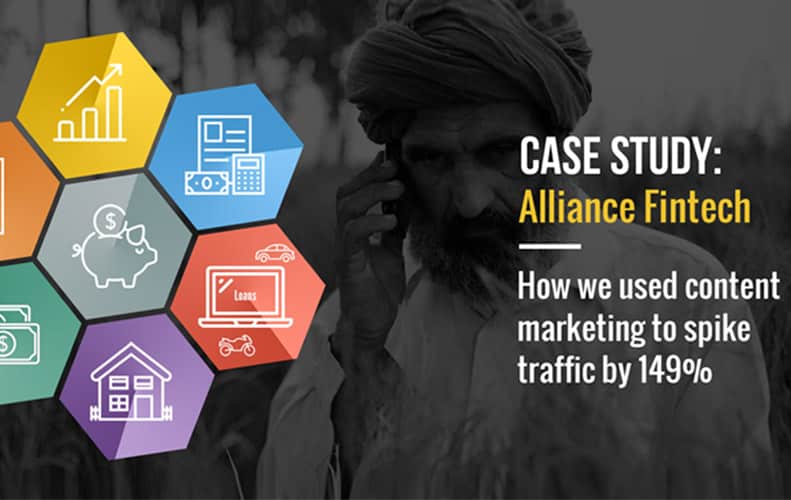 CASE STUDY:
Alliance Fintech
How we used content
marketing to spike
traffic by 149%
$
Loans
$